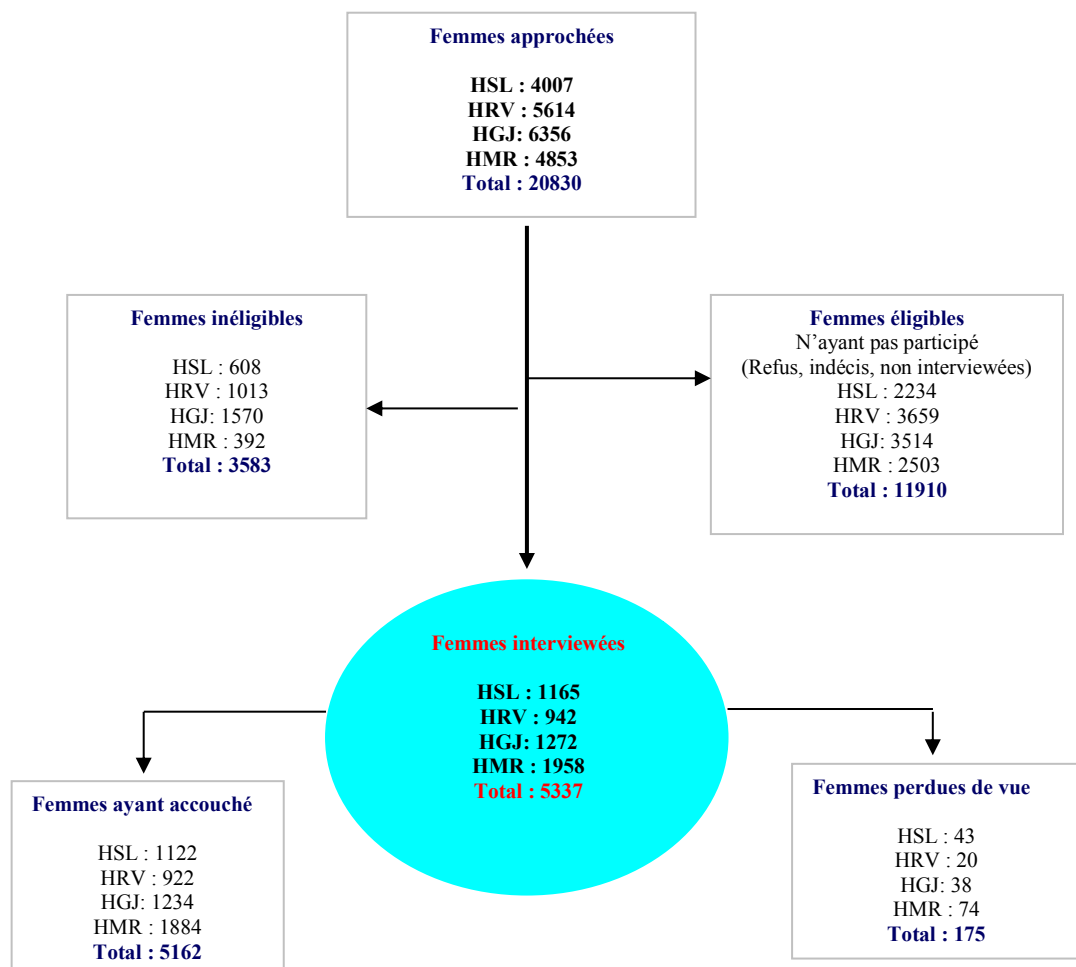 Femmes approchées
HSL : 4007
HRV : 5614
HGJ: 6356
HMR : 4853
Total : 20830
Femmes inéligibles
HSL : 608
HRV : 1013
HGJ: 1570
HMR : 392
Total : 3583
Femmes éligibles
N'ayant pas participé
(Refus, indécis, non interviewées)
HSL : 2234
HRV : 3659
HGJ: 3514
HMR : 2503
Total : 11910
Femmes interviewées
HSL : 1165
HRV : 942
HGJ: 1272
HMR : 1958
Total : 5337
Femmes ayant accouché
HSL : 1122
HRV : 922
HGJ: 1234
HMR : 1884
Total : 5162
Femmes perdues de vue
HSL : 43
HRV : 20
HGJ: 38
HMR : 74
Total : 175